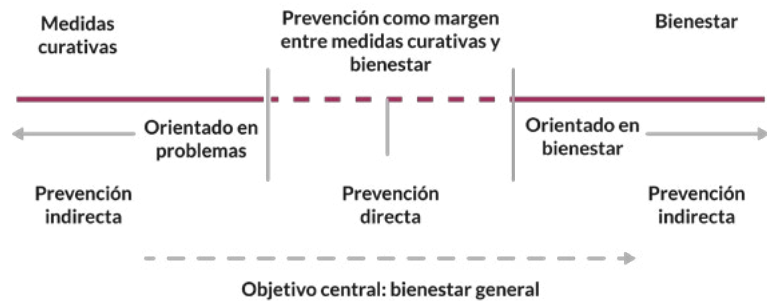 Medidas
curativas
Prevención como margen
entre medidas curativas y
bienestar
Bienestar
Orientado en
problemas
Orientado en
bienestar
Prevención
indirecta
Prevención
directa
Prevención
indirecta
Objetivo central: bienestar general